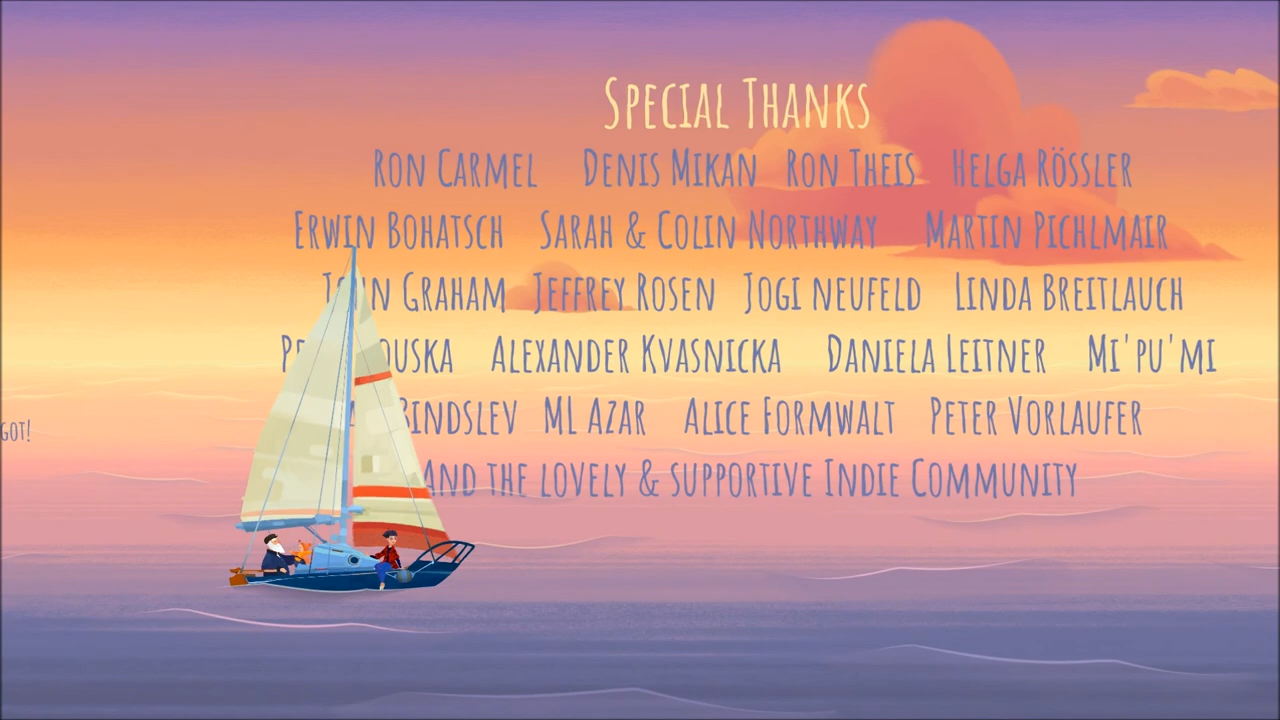 Special Thanks
Ron Carmel Denis Mikan Ron Theis Helga Rössler
Erwin Bohatsch Sarah & Colin Northway Martin Pichlmair
Graham Jeffrey Rosen Jogi neufeld Linda Breitlauch
Alexander Kvasnicka Daniela Leitner Mi'pu'mi
Bindslev ML Azar Alice Formwalt Peter Vorlaufer
And the lovely & supportive Indie Community